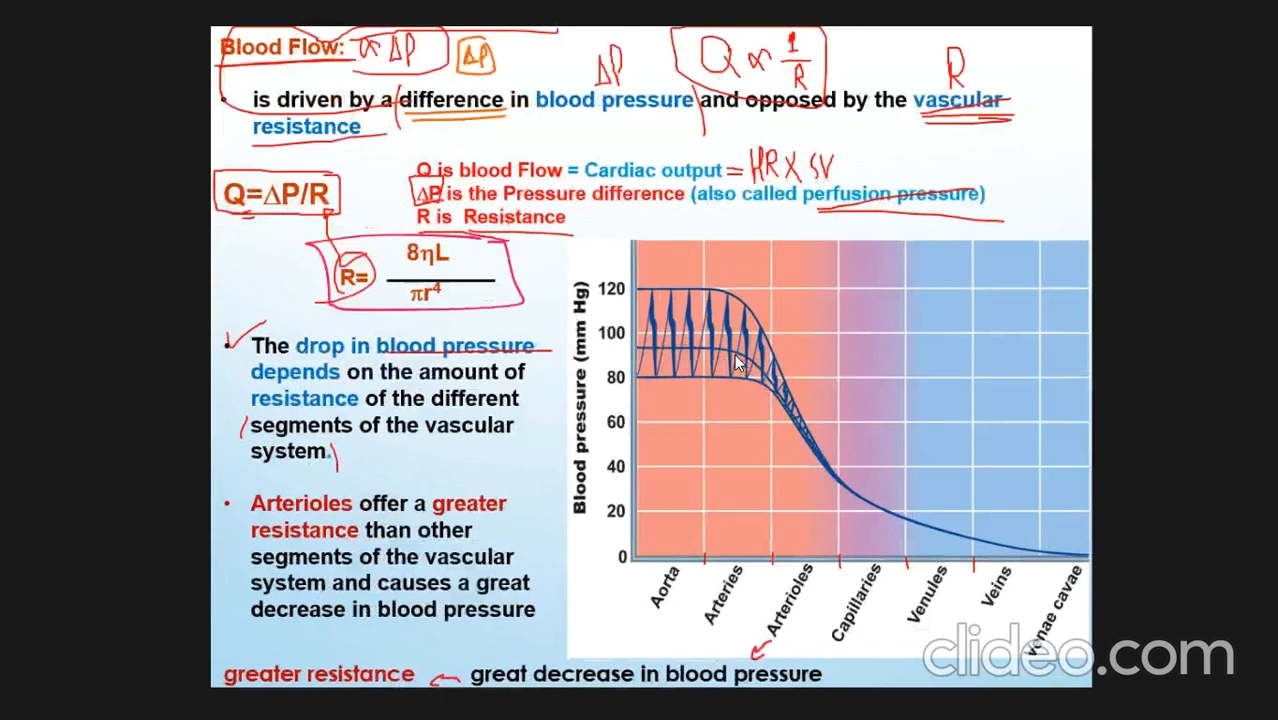 Blood Flow: ∝ ΔP ΔP ΔP Q ∝ 1/R R
• is driven by a difference in blood pressure and opposed by the vascular
resistance
Q is blood Flow = Cardiac output = HR X SV
Q=ΔP/R
ΔP is the Pressure difference (also called perfusion pressure)
R is Resistance
R= 8ηL
πr⁴
• The drop in blood pressure
depends on the amount of
resistance of the different
segments of the vascular
system.
• Arterioles offer a greater
resistance than other
segments of the vascular
system and causes a great
decrease in blood pressure
Blood pressure (mm Hg)
120
100
80
60
40
20
0
Aorta
Arteries
Arterioles
Capillaries
Venules
Veins
Venae cavae
greater resistance great decrease in blood pressure
clideo.com